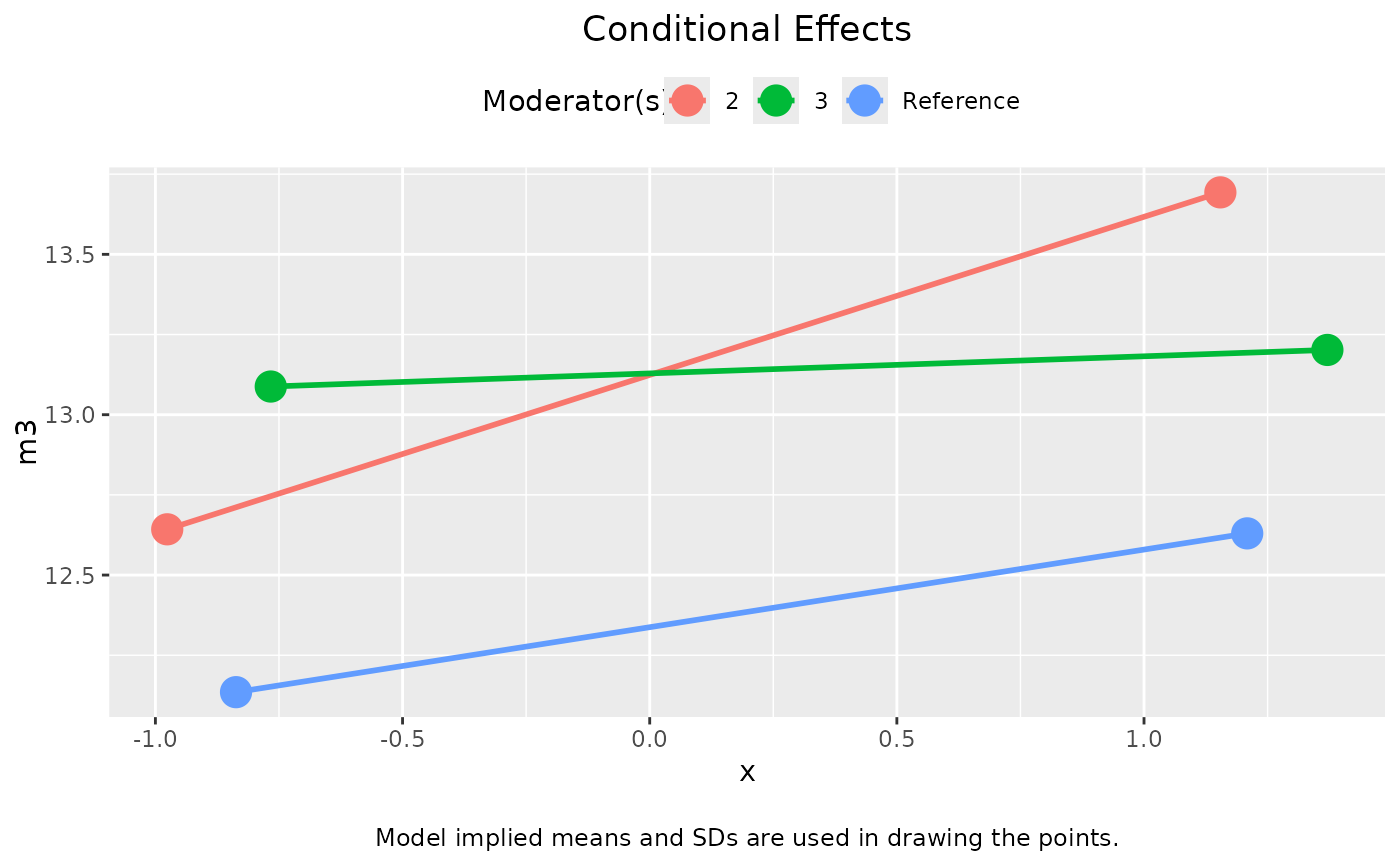 Conditional Effects
Moderator(s) 2 3 Reference
13.5
13.0
12.5
m3
-1.0 -0.5 0.0 0.5 1.0
x
Model implied means and SDs are used in drawing the points.